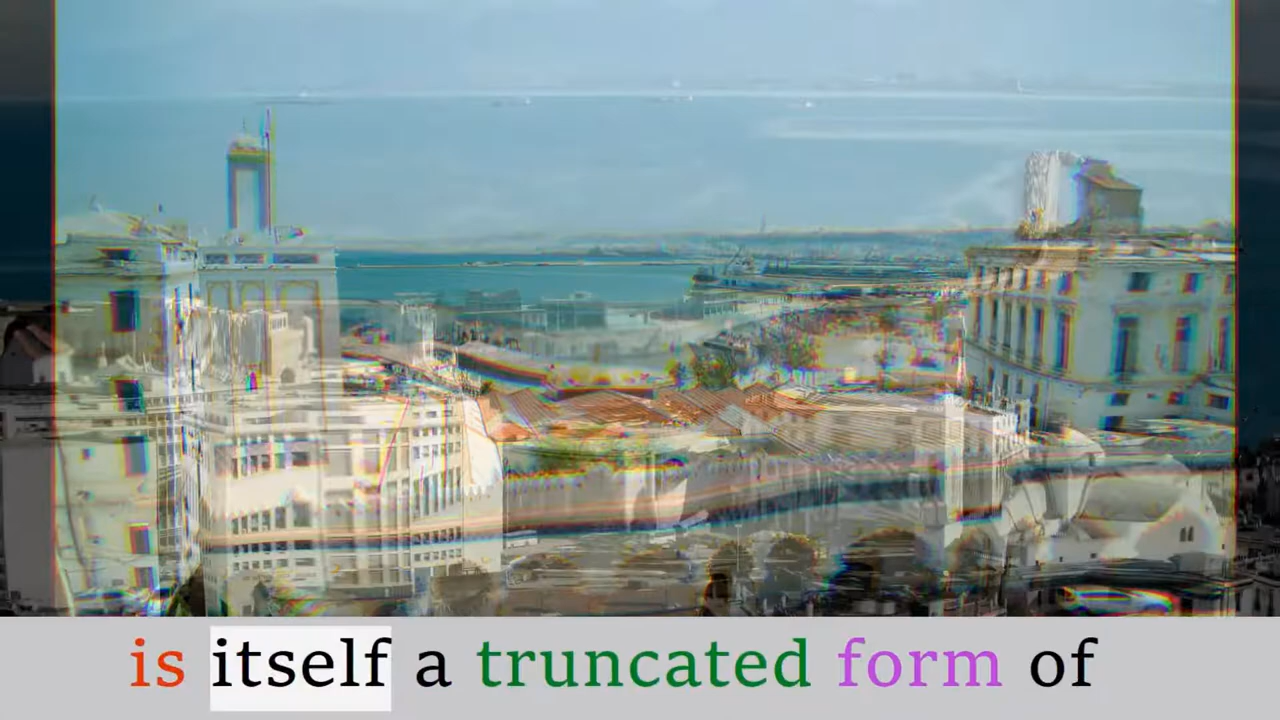 is itself a truncated form of